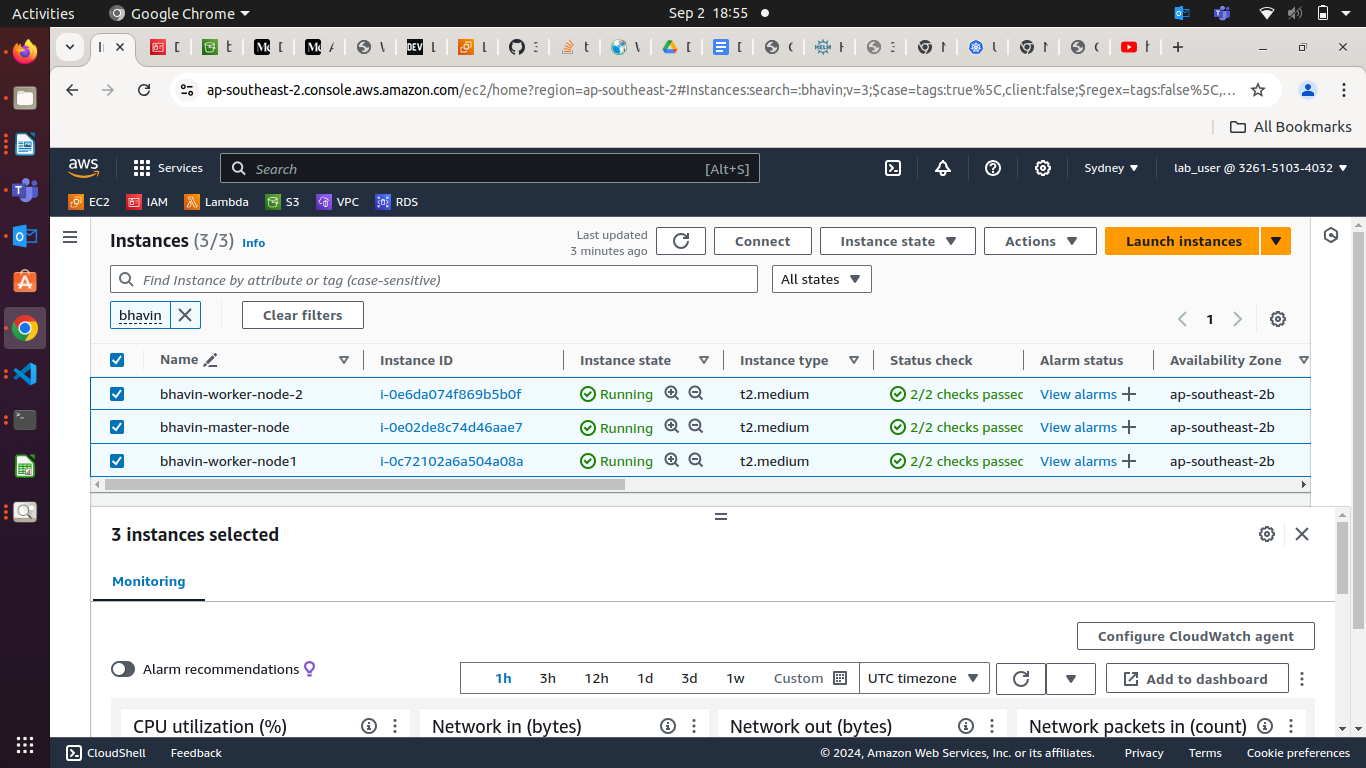 Activities
Google Chrome
Sep 2 18:55
ap-southeast-2.console.aws.amazon.com/ec2/home?region=ap-southeast-2#Instances:search=:bhavin;v=3;$case=tags:true%5C,client:false;$regex=tags:false%5C,...
All Bookmarks
aws
Services
Search
[Alt+S]
Sydney
lab_user @ 3261-5103-4032
EC2
IAM
Lambda
S3
VPC
RDS
Instances (3/3) Info
Last updated
3 minutes ago
Connect
Instance state
Actions
Launch instances
Find Instance by attribute or tag (case-sensitive)
All states
bhavin
Clear filters
1
Name Instance ID Instance state Instance type Status check Alarm status Availability Zone
bhavin-worker-node-2 i-0e6da074f869b5b0f Running t2.medium 2/2 checks passec View alarms ap-southeast-2b
bhavin-master-node i-0e02de8c74d46aae7 Running t2.medium 2/2 checks passec View alarms ap-southeast-2b
bhavin-worker-node1 i-0c72102a6a504a08a Running t2.medium 2/2 checks passec View alarms ap-southeast-2b
3 instances selected
Monitoring
Configure CloudWatch agent
Alarm recommendations
1h 3h 12h 1d 3d 1w Custom UTC timezone
Add to dashboard
CPU utilization (%)
Network in (bytes)
Network out (bytes)
Network packets in (count)
CloudShell
Feedback
© 2024, Amazon Web Services, Inc. or its affiliates.
Privacy
Terms
Cookie preferences